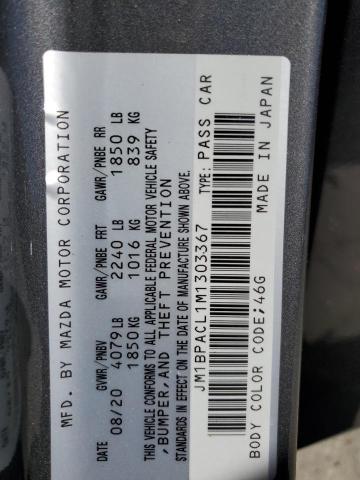 MFD. BY MAZDA MOTOR CORPORATION
DATE GVWR/PNBV GAWR/PNBE FRT GAWR/PNBE RR
08/20 4079LB 2240 LB 1850 LB
1850KG 1016 KG 839 KG
THIS VEHICLE CONFORMS TO ALL APPLICABLE FEDERAL MOTOR VEHICLE SAFETY
,BUMPER,AND THEFT PREVENTION
STANDARDS IN EFFECT ON THE DATE OF MANUFACTURE SHOWN ABOVE.
JM1BPACL1M1303367 TYPE: PASS CAR
BODY COLOR CODE;46G MADE IN JAPAN